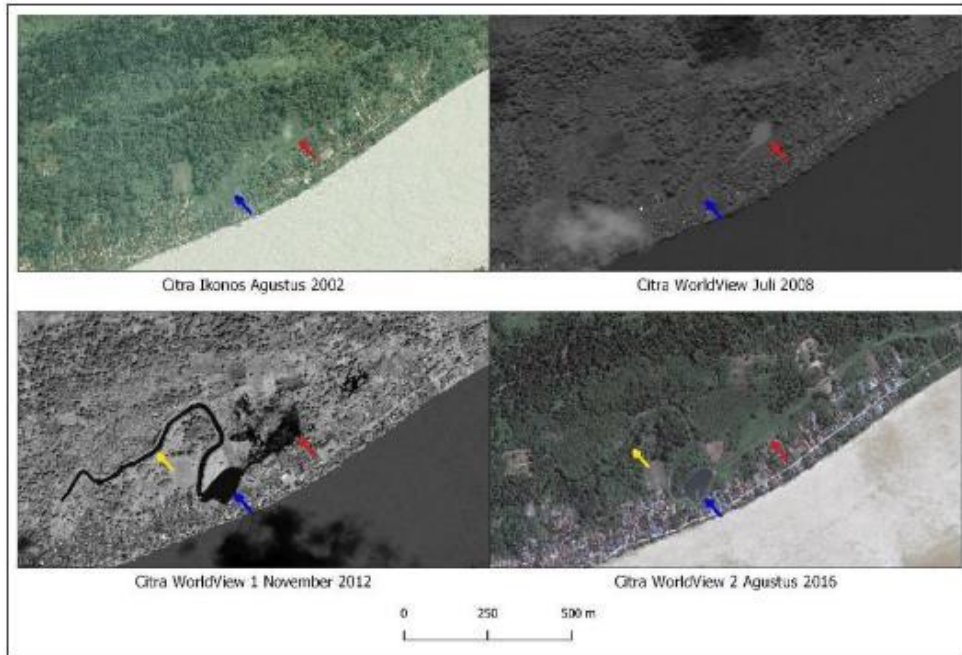 Citra Ikonos Agustus 2002
Citra WorldView Juli 2008
Citra WorldView 1 November 2012
Citra WorldView 2 Agustus 2016
0 250 500 m